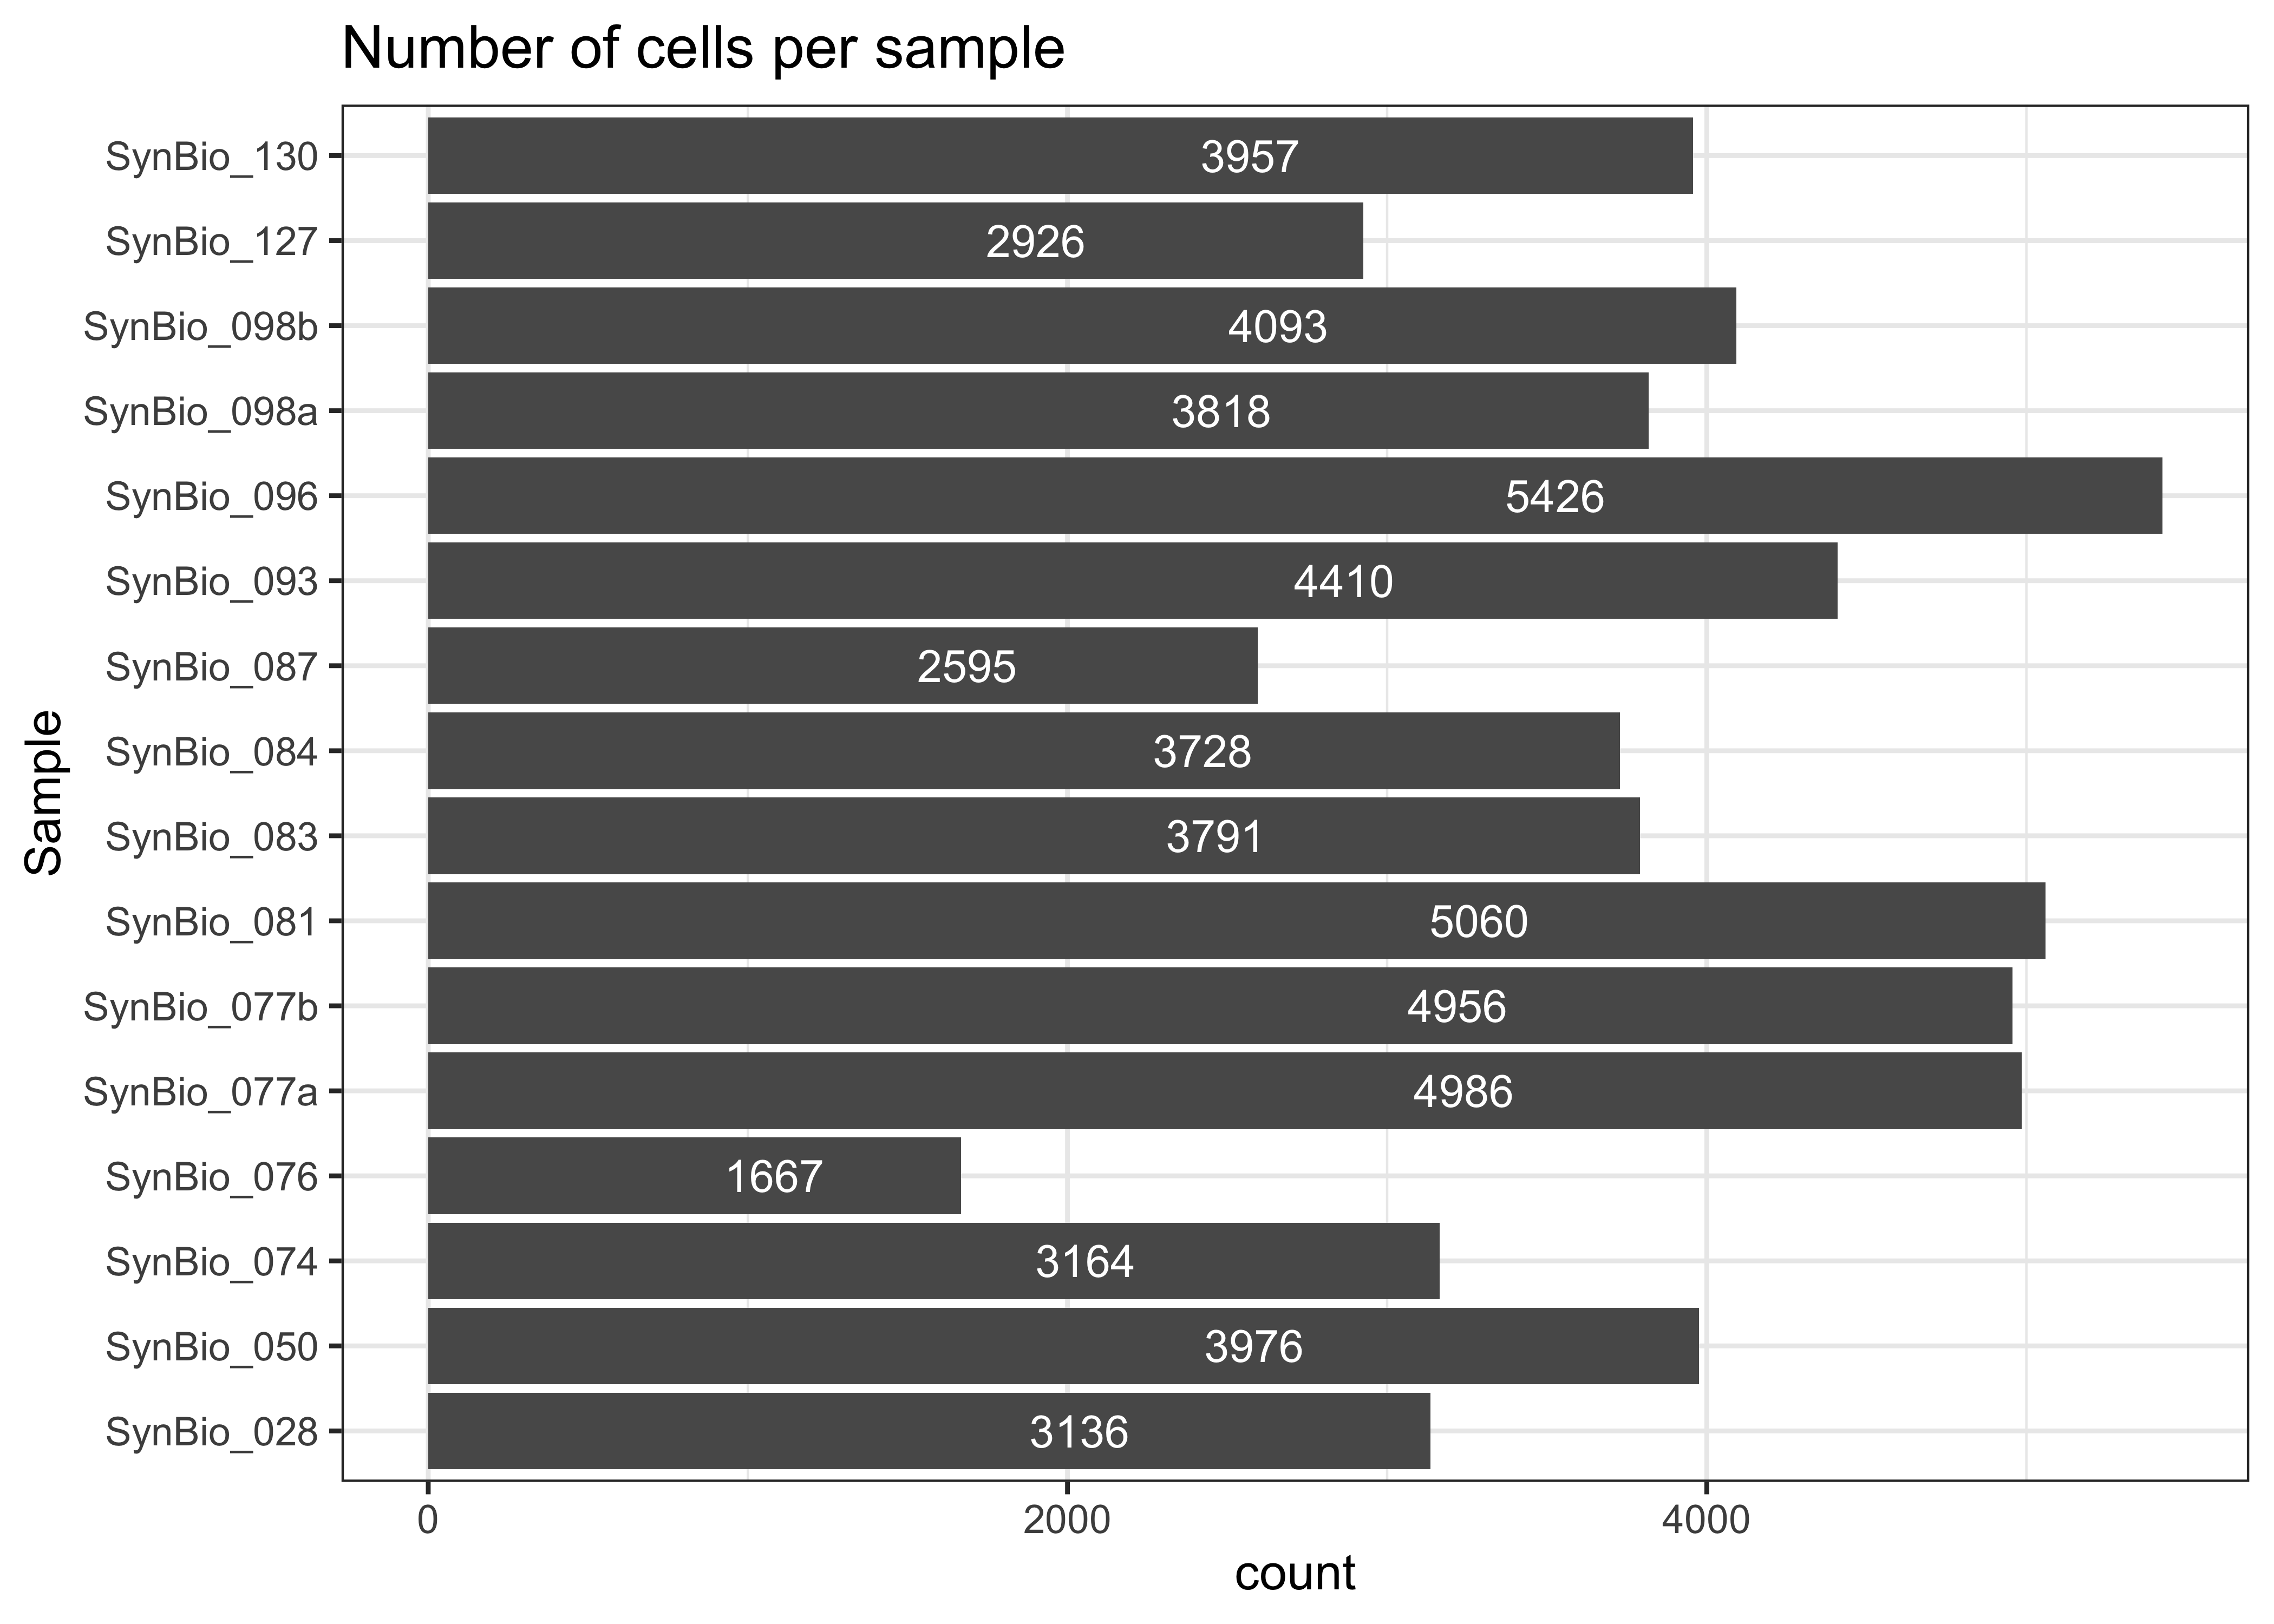 Number of cells per sample
SynBio_130 3957
SynBio_127 2926
SynBio_098b 4093
SynBio_098a 3818
SynBio_096 5426
SynBio_093 4410
SynBio_087 2595
SynBio_084 3728
SynBio_083 3791
SynBio_081 5060
SynBio_077b 4956
SynBio_077a 4986
SynBio_076 1667
SynBio_074 3164
SynBio_050 3976
SynBio_028 3136
Sample
0 2000 4000
count